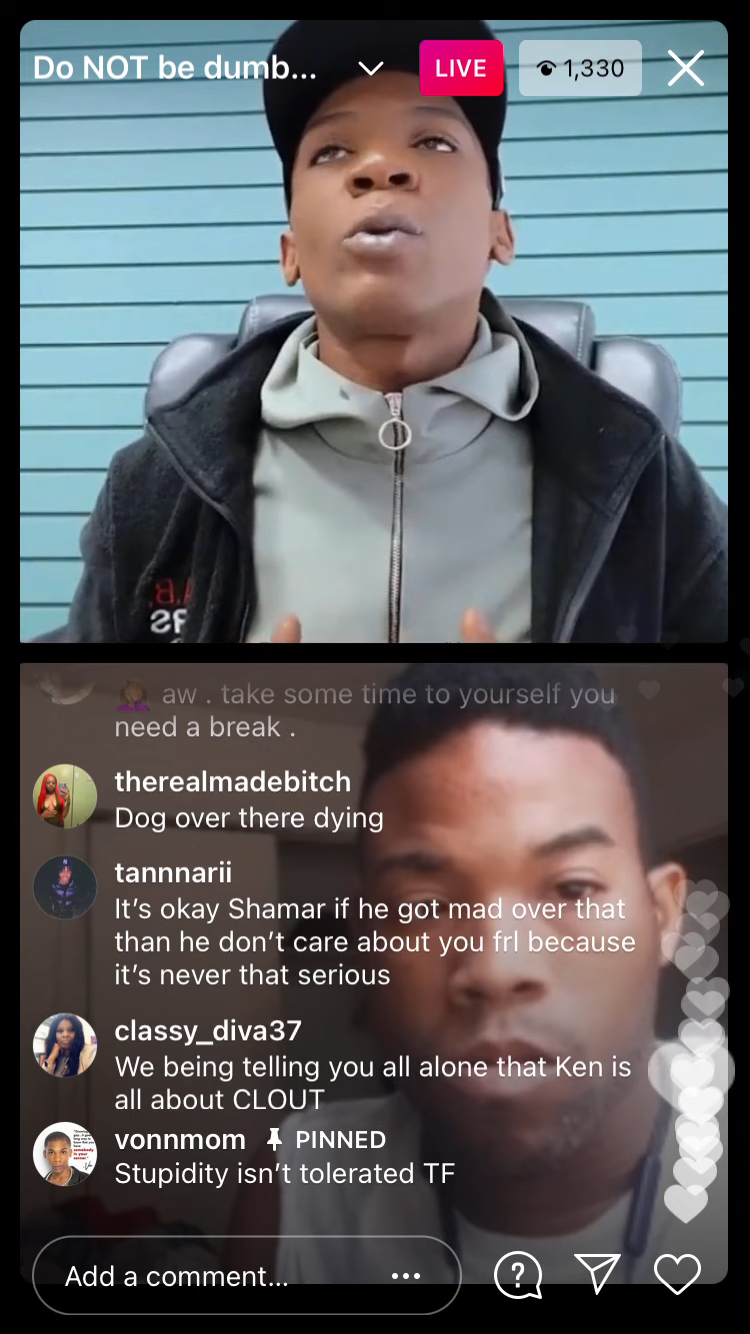 Do NOT be dumb...
LIVE
1,330
🤦🏾‍♀️ aw . take some time to yourself you
need a break .
therealmadebitch
Dog over there dying
tannnarii
It’s okay Shamar if he got mad over that
than he don’t care about you frl because
it’s never that serious
classy_diva37
We being telling you all alone that Ken is
all about CLOUT
vonnmom PINNED
Stupidity isn’t tolerated TF
Add a comment...